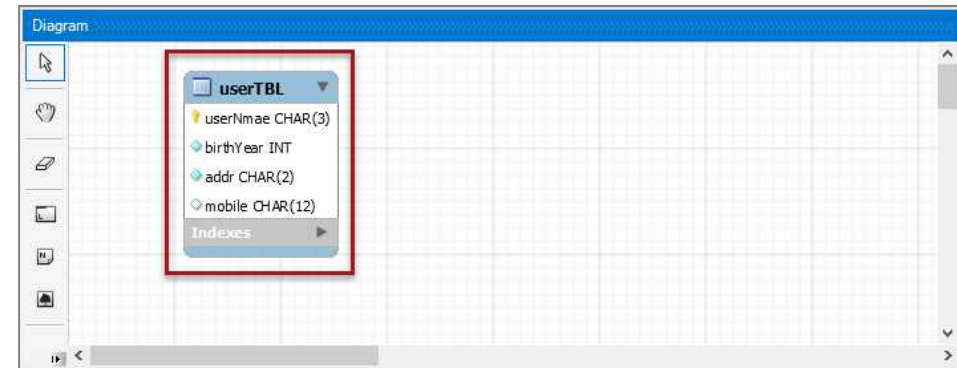 Diagram
userTBL
userNmae CHAR(3)
birthYear INT
addr CHAR(2)
mobile CHAR(12)
Indexes